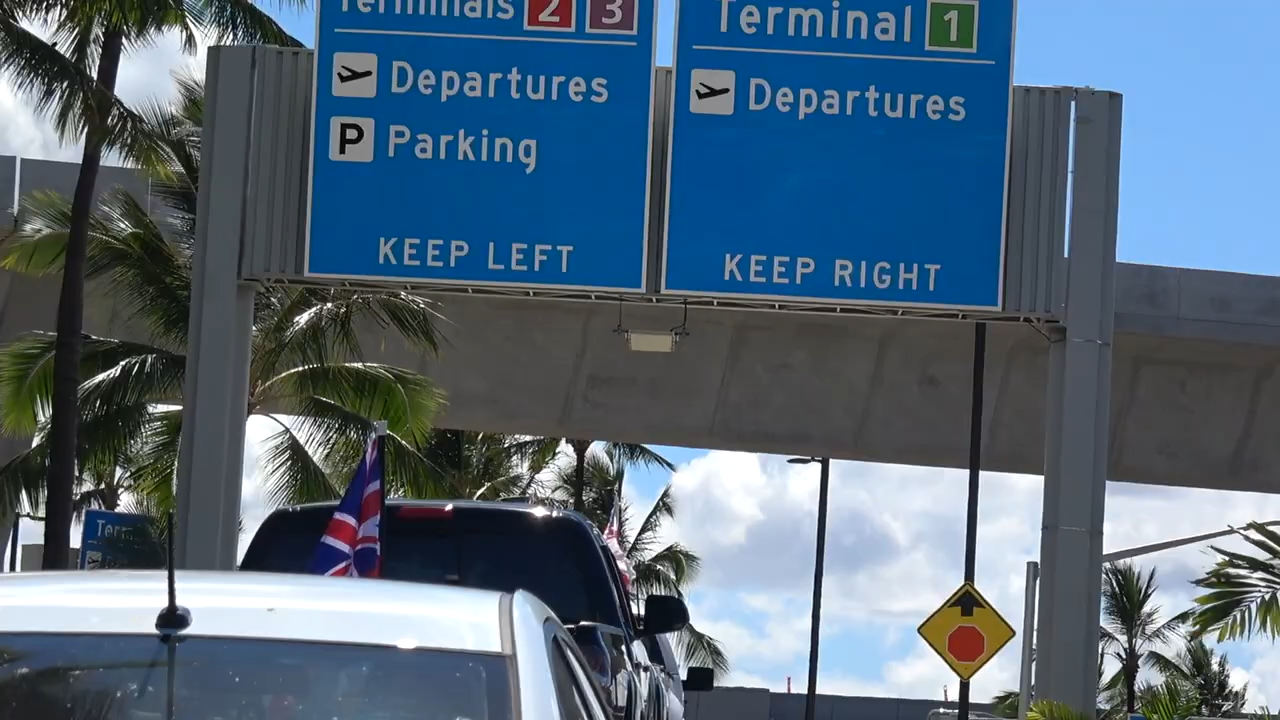 Terminals 2 3
Departures
P Parking
KEEP LEFT
Terminal 1
Departures
KEEP RIGHT